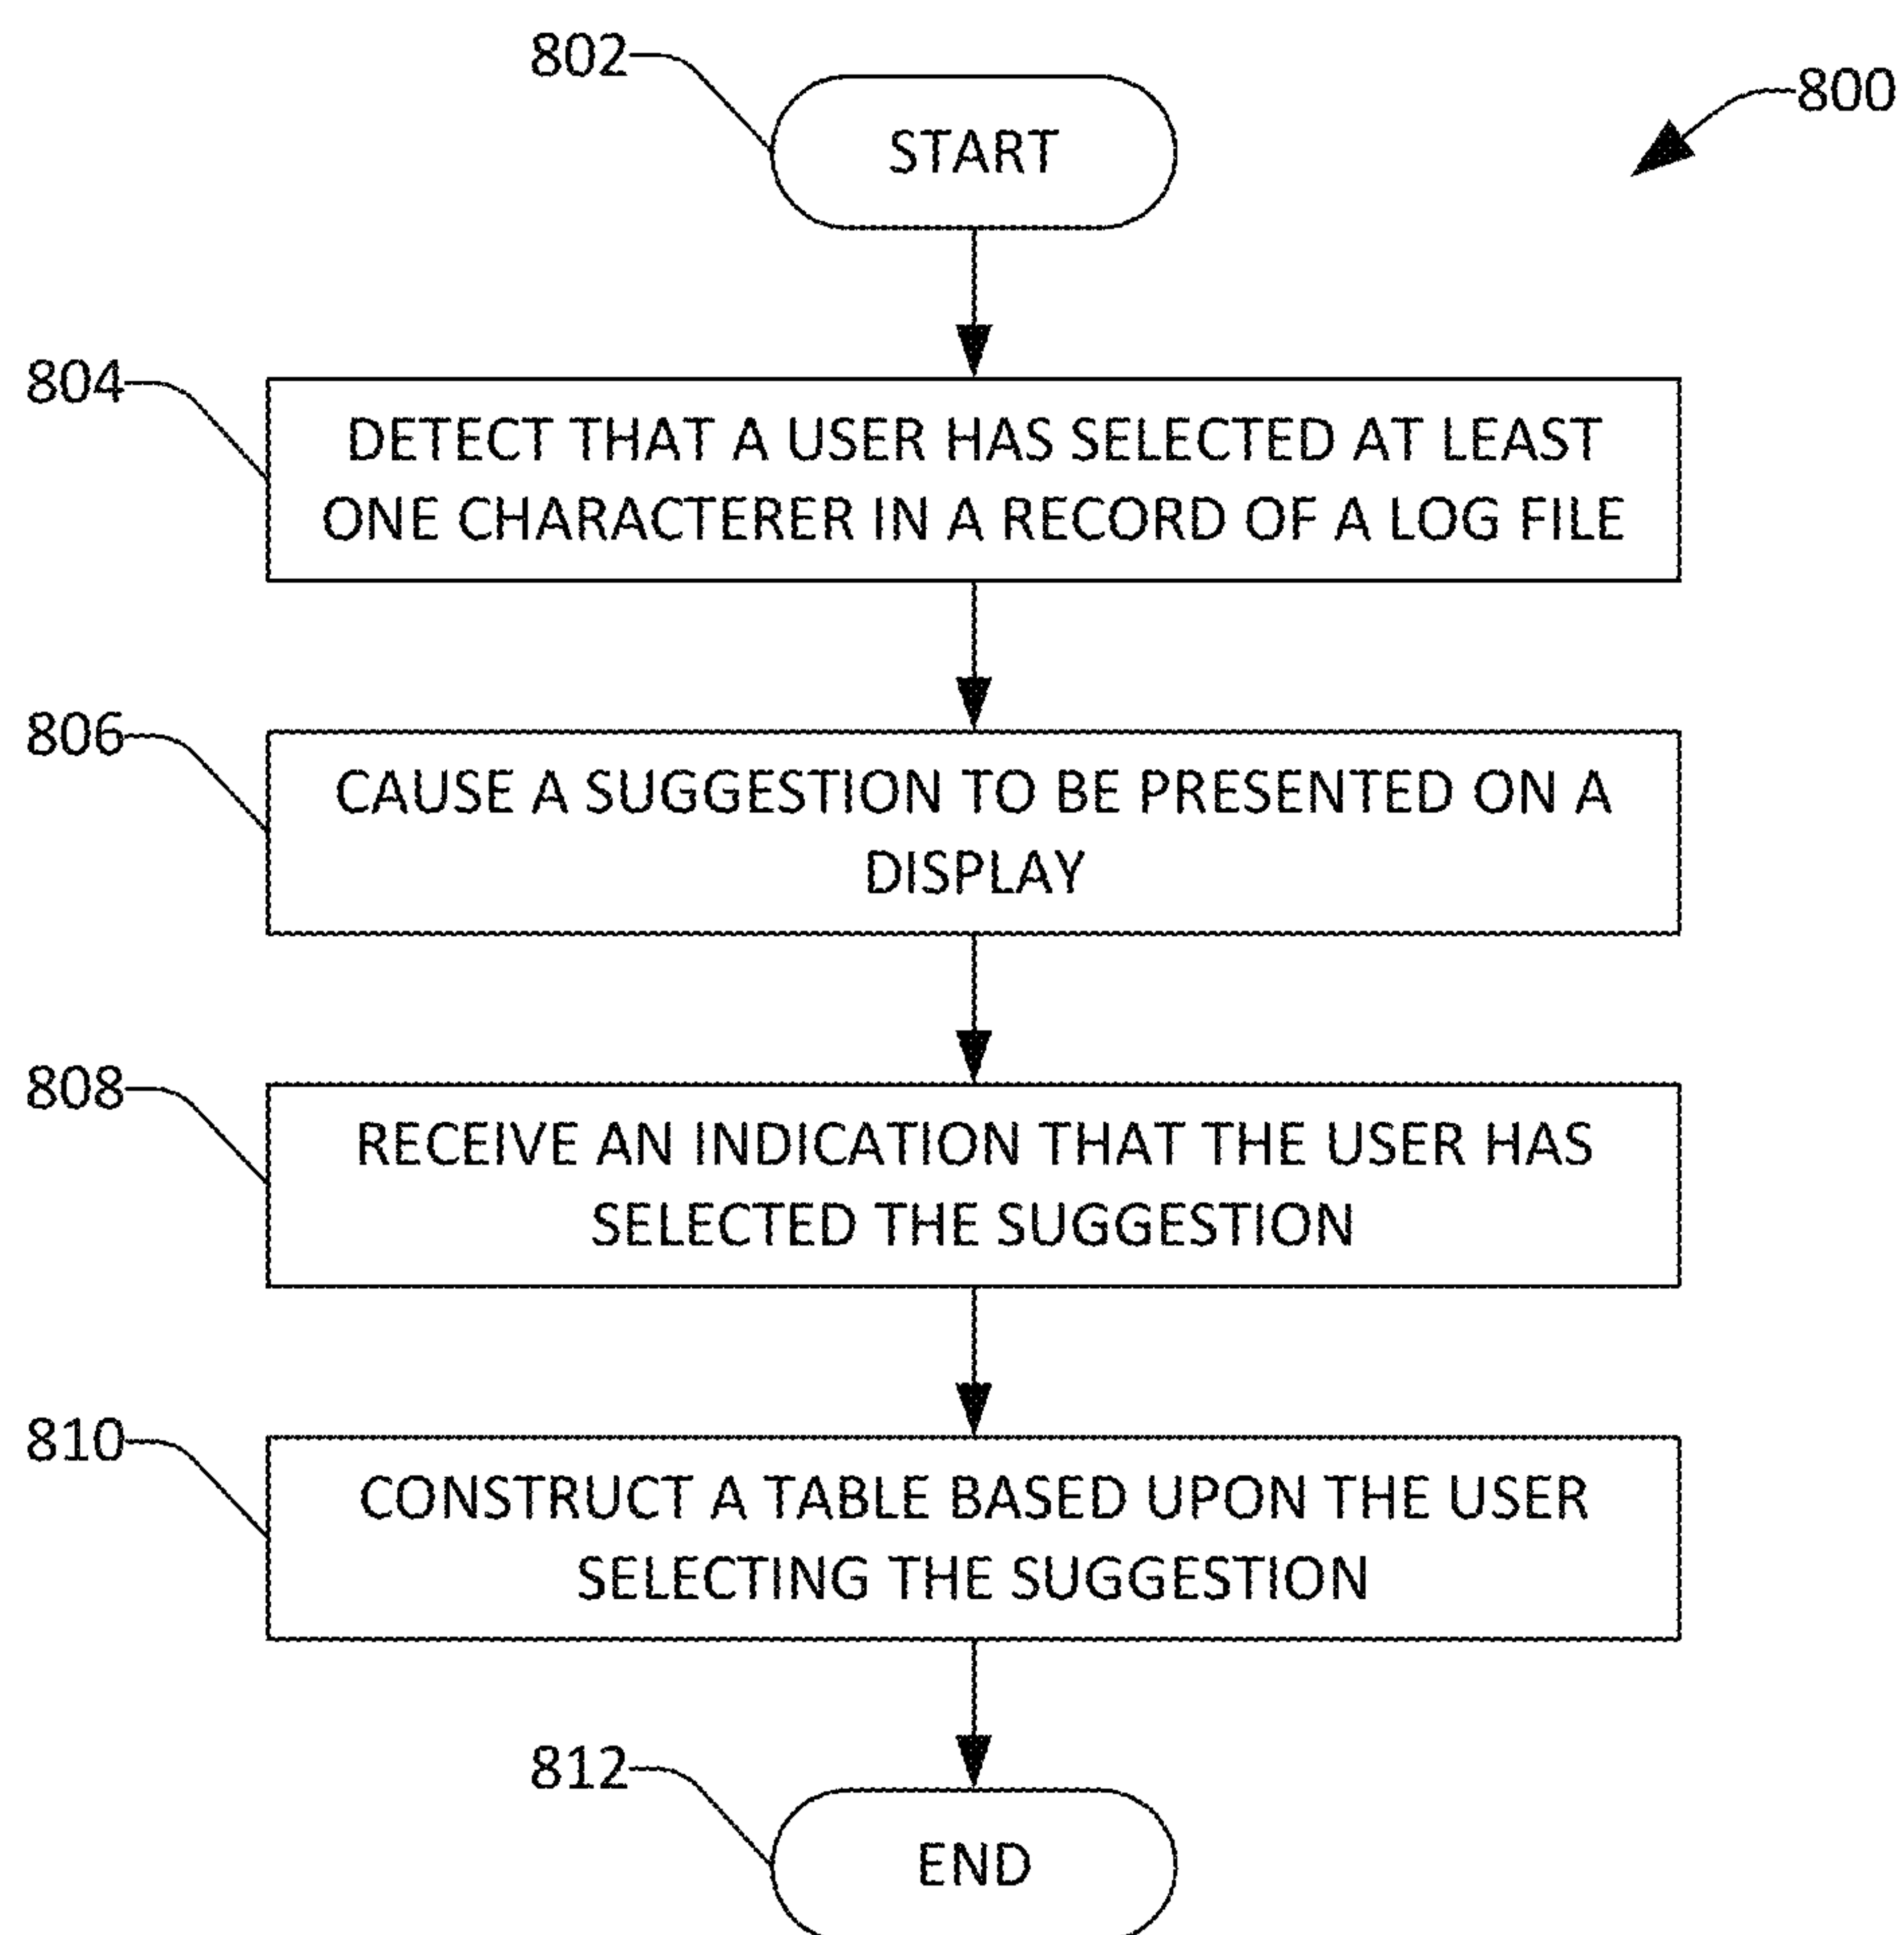 802
800
START
804
DETECT THAT A USER HAS SELECTED AT LEAST
ONE CHARACTERER IN A RECORD OF A LOG FILE
806
CAUSE A SUGGESTION TO BE PRESENTED ON A
DISPLAY
808
RECEIVE AN INDICATION THAT THE USER HAS
SELECTED THE SUGGESTION
810
CONSTRUCT A TABLE BASED UPON THE USER
SELECTING THE SUGGESTION
812
END